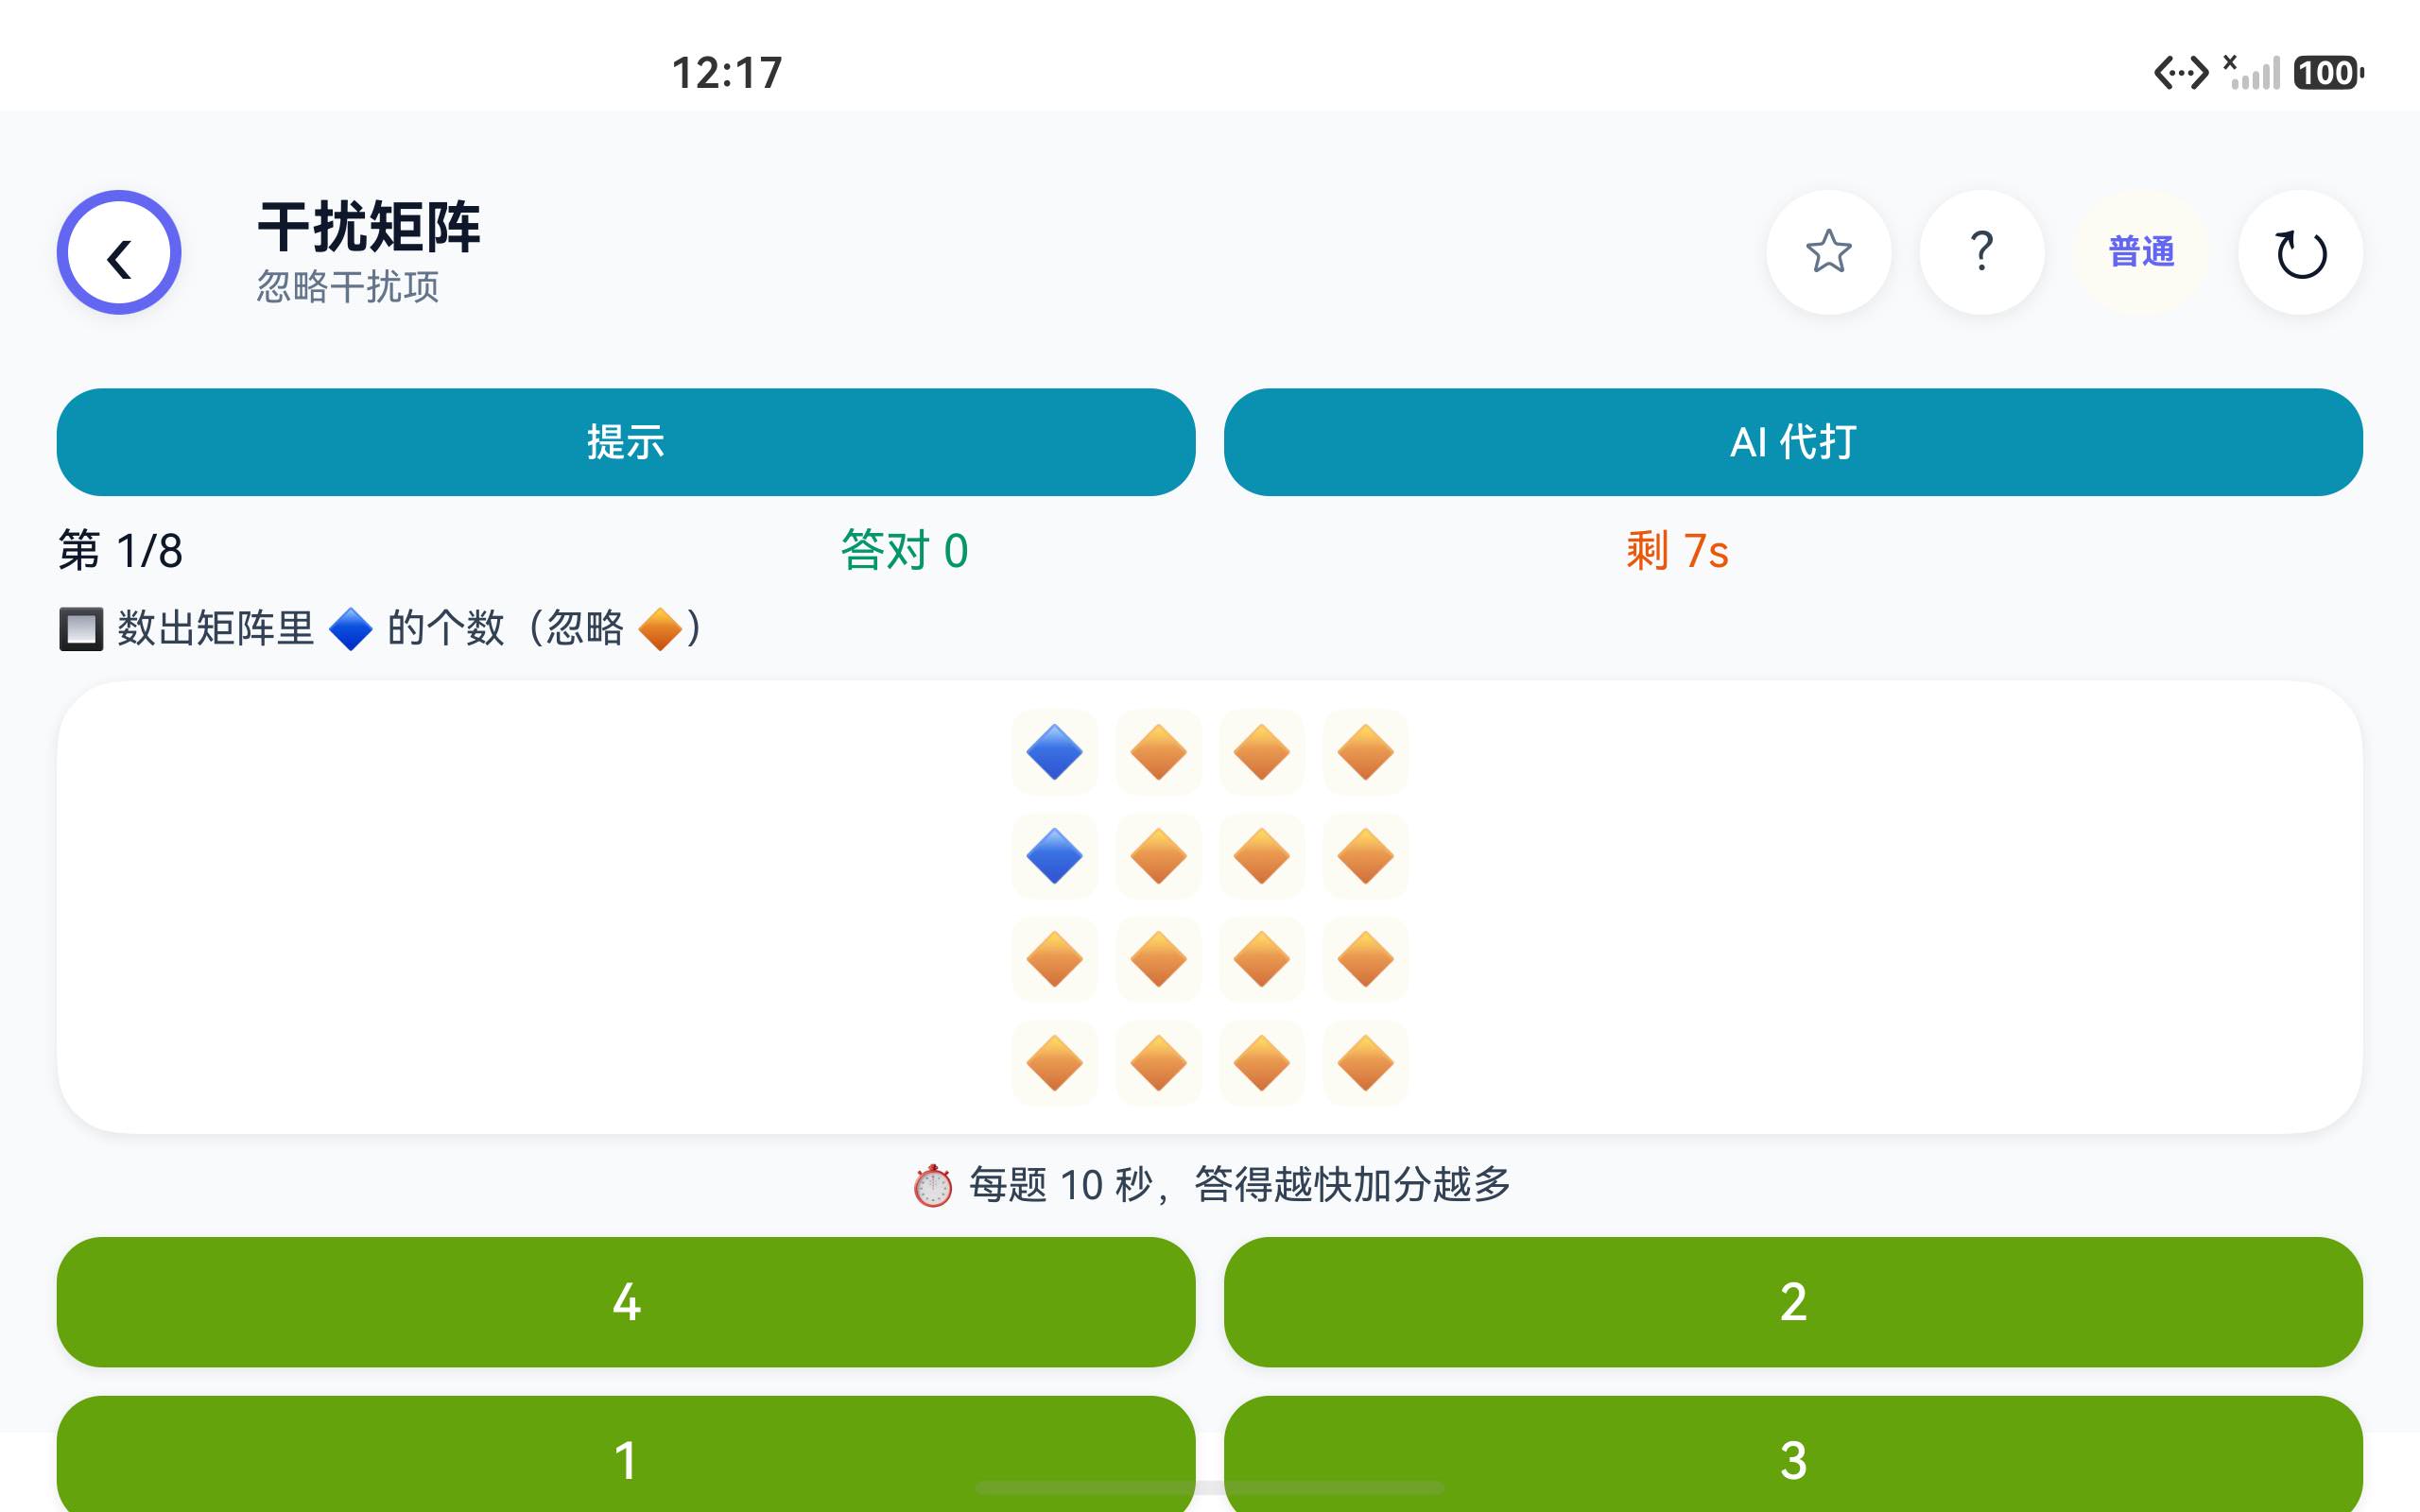 12:17
100
干扰矩阵
忽略干扰项
?
普通
提示
AI 代打
第 1/8
答对 0
剩 7s
🔲 数出矩阵里 🔷 的个数（忽略 🔶）
⏱ 每题 10 秒，答得越快加分越多
4
2
1
3